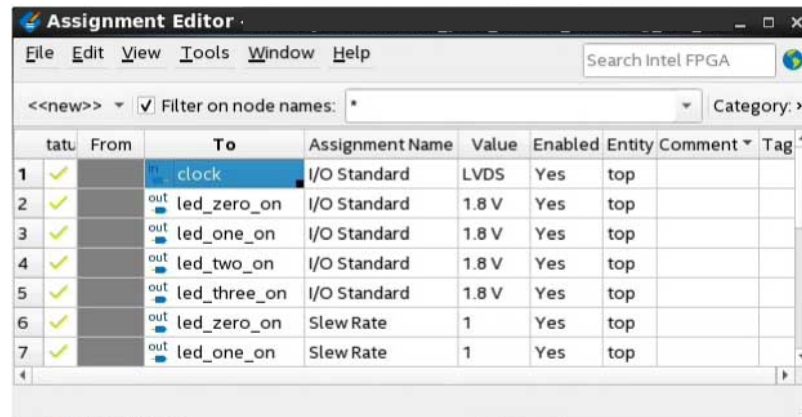 Assignment Editor
File Edit View Tools Window Help Search Intel FPGA
<<new>> Filter on node names: * Category:
tatu From To Assignment Name Value Enabled Entity Comment Tag
1 in clock I/O Standard LVDS Yes top
2 out led_zero_on I/O Standard 1.8 V Yes top
3 out led_one_on I/O Standard 1.8 V Yes top
4 out led_two_on I/O Standard 1.8 V Yes top
5 out led_three_on I/O Standard 1.8 V Yes top
6 out led_zero_on Slew Rate 1 Yes top
7 out led_one_on Slew Rate 1 Yes top